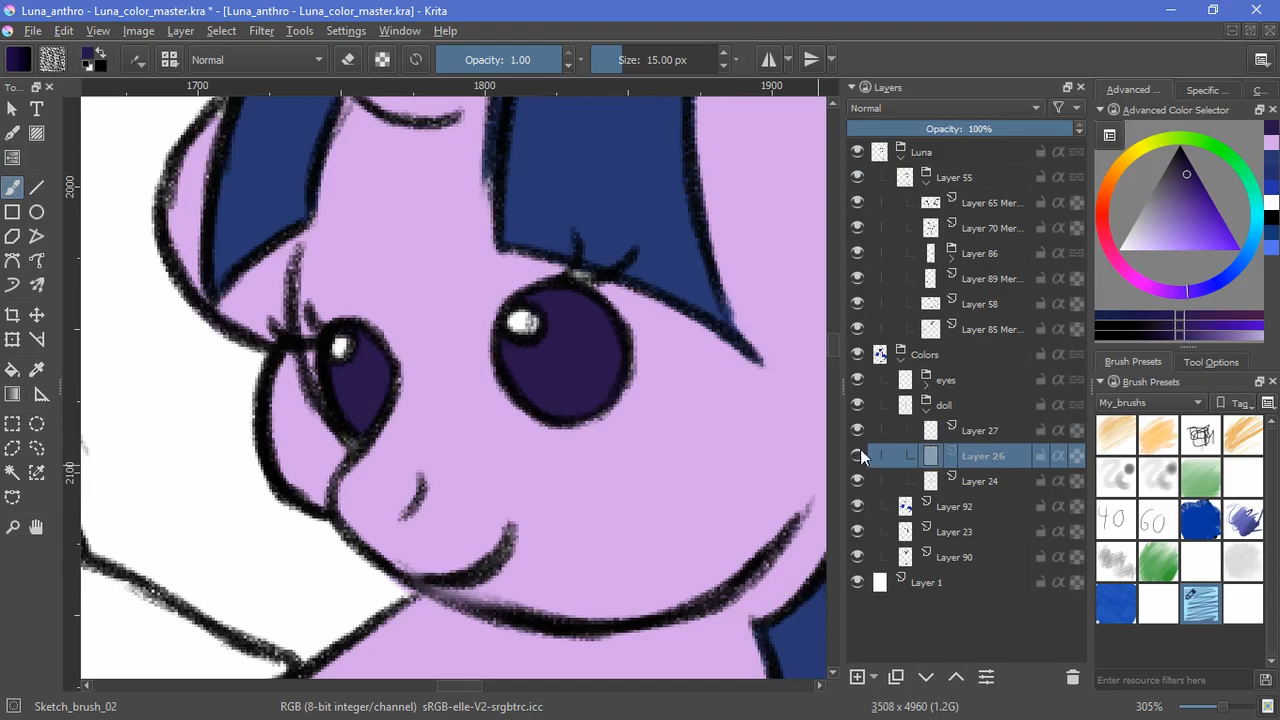 Luna_anthro - Luna_color_master.kra * - [Luna_anthro - Luna_color_master.kra] - Krita
File Edit View Image Select Layer Filter Tools Settings Window Help
Normal Opacity: 1.00 Size: 15.00 px
To... 1700 1800 1900 Layers Advanced ... Specific ... C...
Normal Advanced Color Selector
Opacity: 100%
Luna
Layer 55
2000
Layer 65 Mer...
Layer 70 Mer...
Layer 86
Layer 89 Mer...
Layer 58
Layer 85 Mer...
Colors
Brush Presets Tool Options
eyes Brush Presets
doll My_brushs Tag
Layer 27
Layer 26
2100
Layer 24
Layer 92
40 60
Layer 23
Layer 90
Layer 1
Enter resource filters here
Sketch_brush_02 RGB (8-bit integer/channel) sRGB-elle-V2-srgbtrc.icc 3508 x 4960 (1.2G) 305%